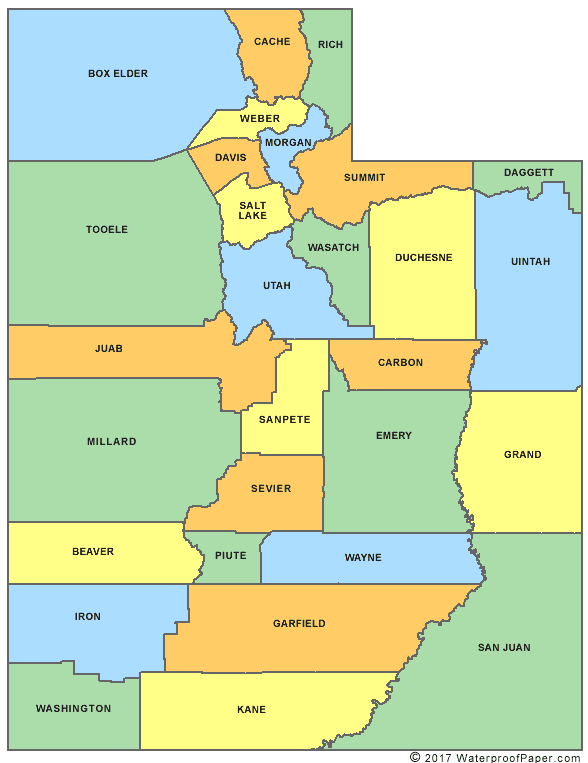 CACHE
RICH
BOX ELDER
WEBER
MORGAN
DAVIS
SUMMIT
DAGGETT
SALT
LAKE
TOOELE
WASATCH
DUCHESNE
UINTAH
UTAH
JUAB
CARBON
SANPETE
MILLARD
EMERY
GRAND
SEVIER
BEAVER
PIUTE
WAYNE
IRON
GARFIELD
SAN JUAN
WASHINGTON
KANE
© 2017 WaterproofPaper.com